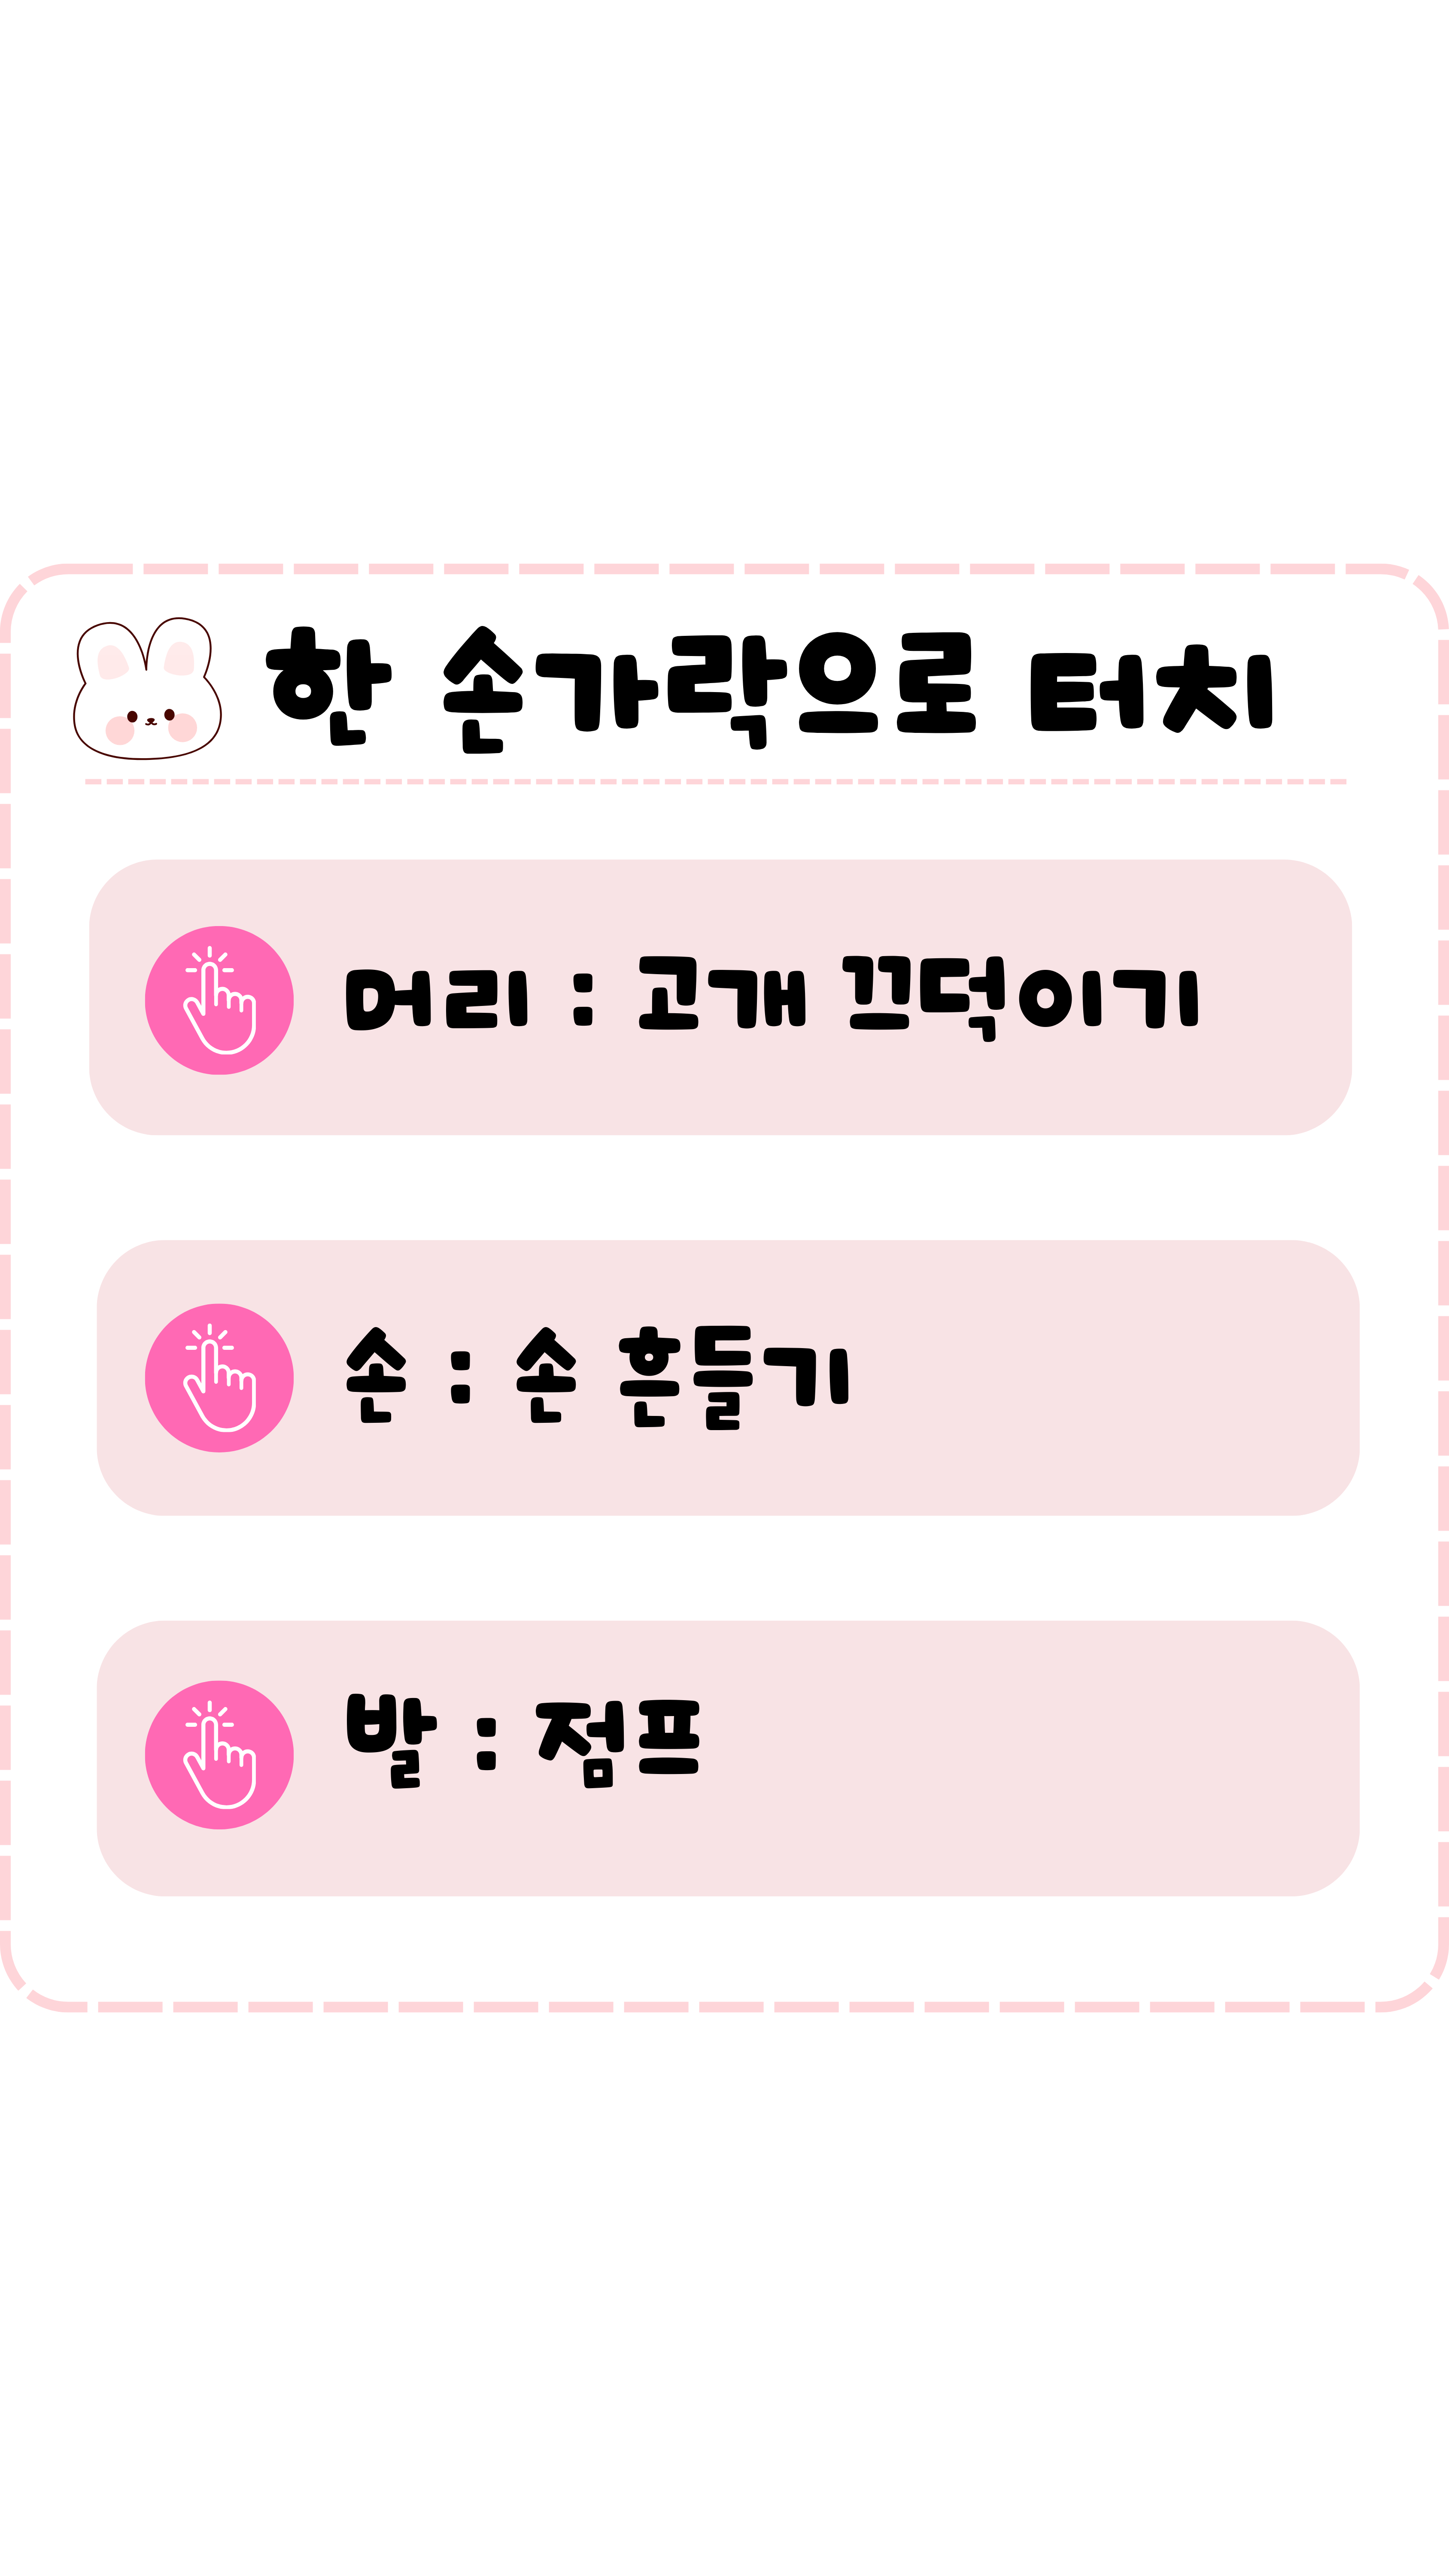 한 손가락으로 터치
머리 : 고개 끄덕이기
손 : 손 흔들기
발 : 점프